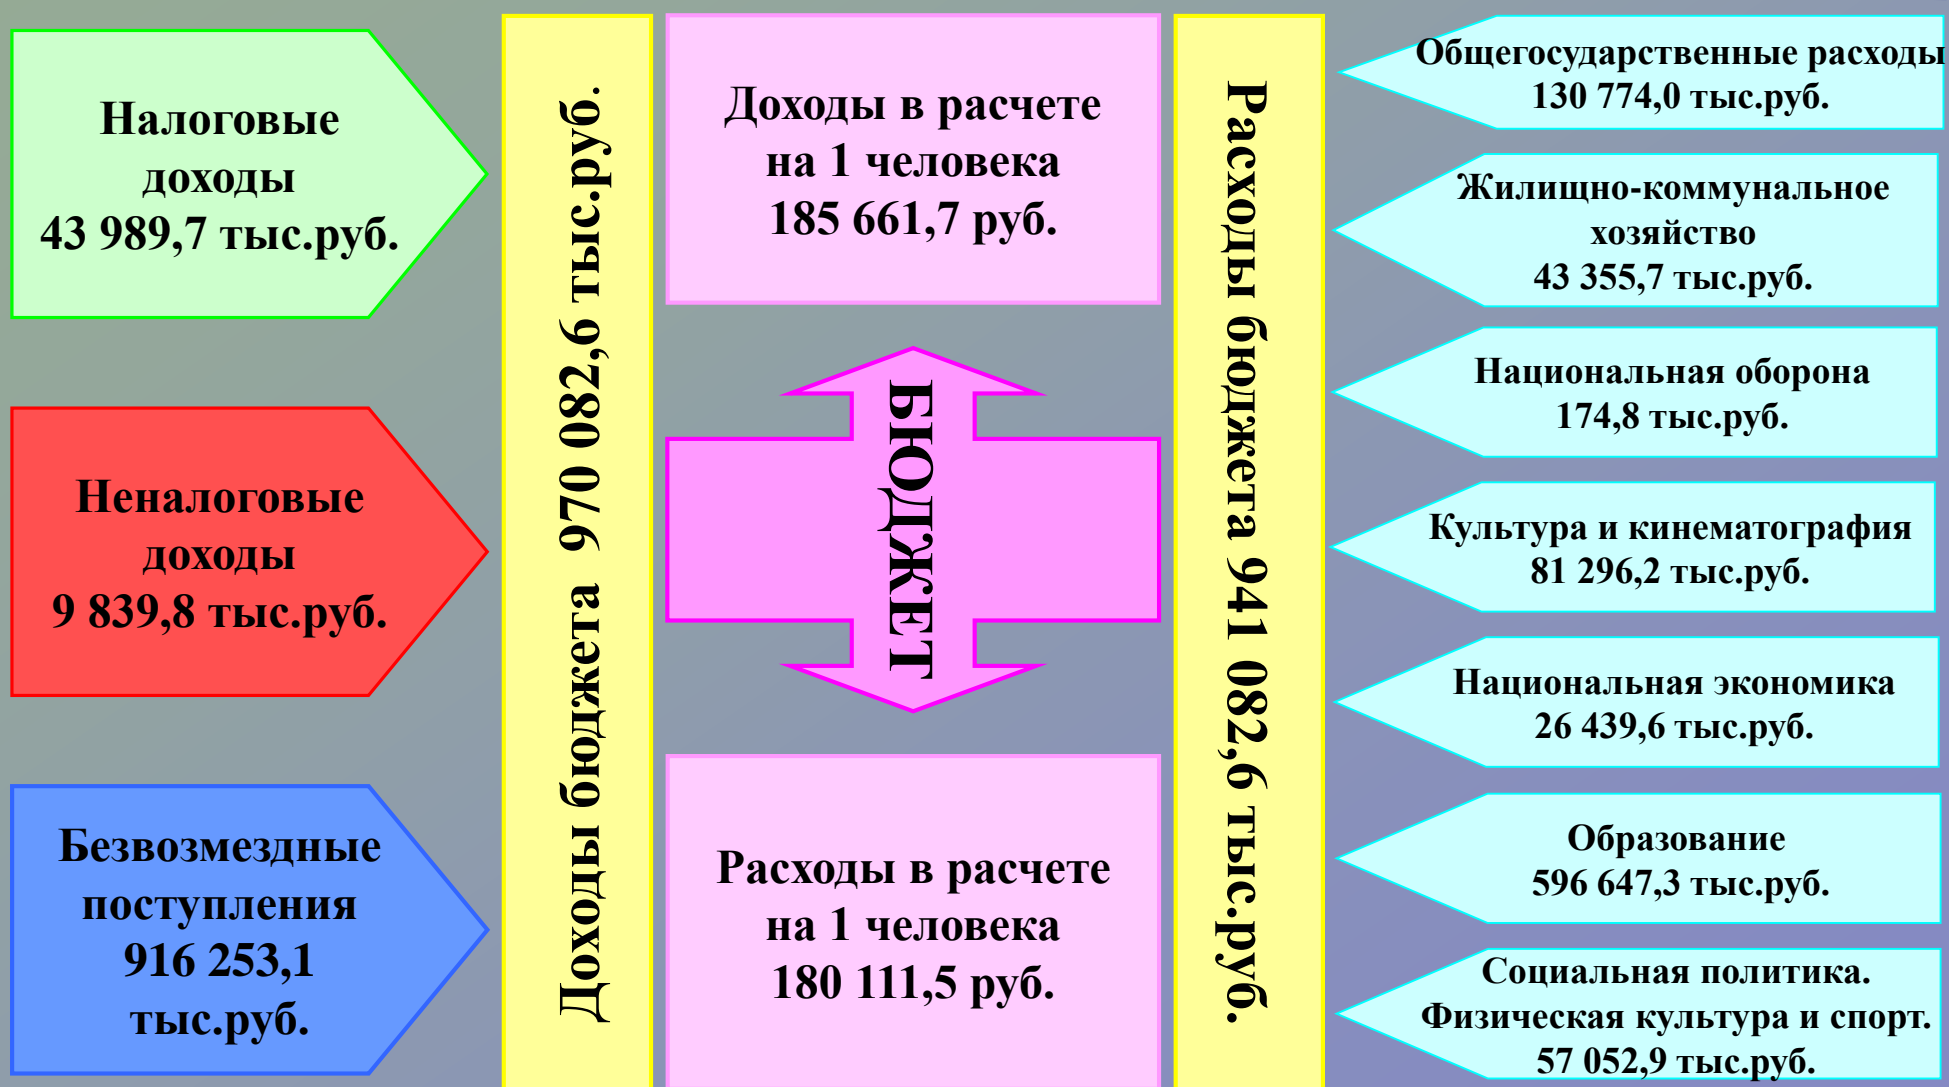 Налоговые
доходы
43 989,7 тыс.руб.
Неналоговые
доходы
9 839,8 тыс.руб.
Безвозмездные
поступления
916 253,1
тыс.руб.
Доходы бюджета 970 082,6 тыс.руб.
Доходы в расчете
на 1 человека
185 661,7 руб.
БЮДЖЕТ
Расходы в расчете
на 1 человека
180 111,5 руб.
Расходы бюджета 941 082,6 тыс.руб.
Общегосударственные расходы
130 774,0 тыс.руб.
Жилищно-коммунальное
хозяйство
43 355,7 тыс.руб.
Национальная оборона
174,8 тыс.руб.
Культура и кинематография
81 296,2 тыс.руб.
Национальная экономика
26 439,6 тыс.руб.
Образование
596 647,3 тыс.руб.
Социальная политика.
Физическая культура и спорт.
57 052,9 тыс.руб.